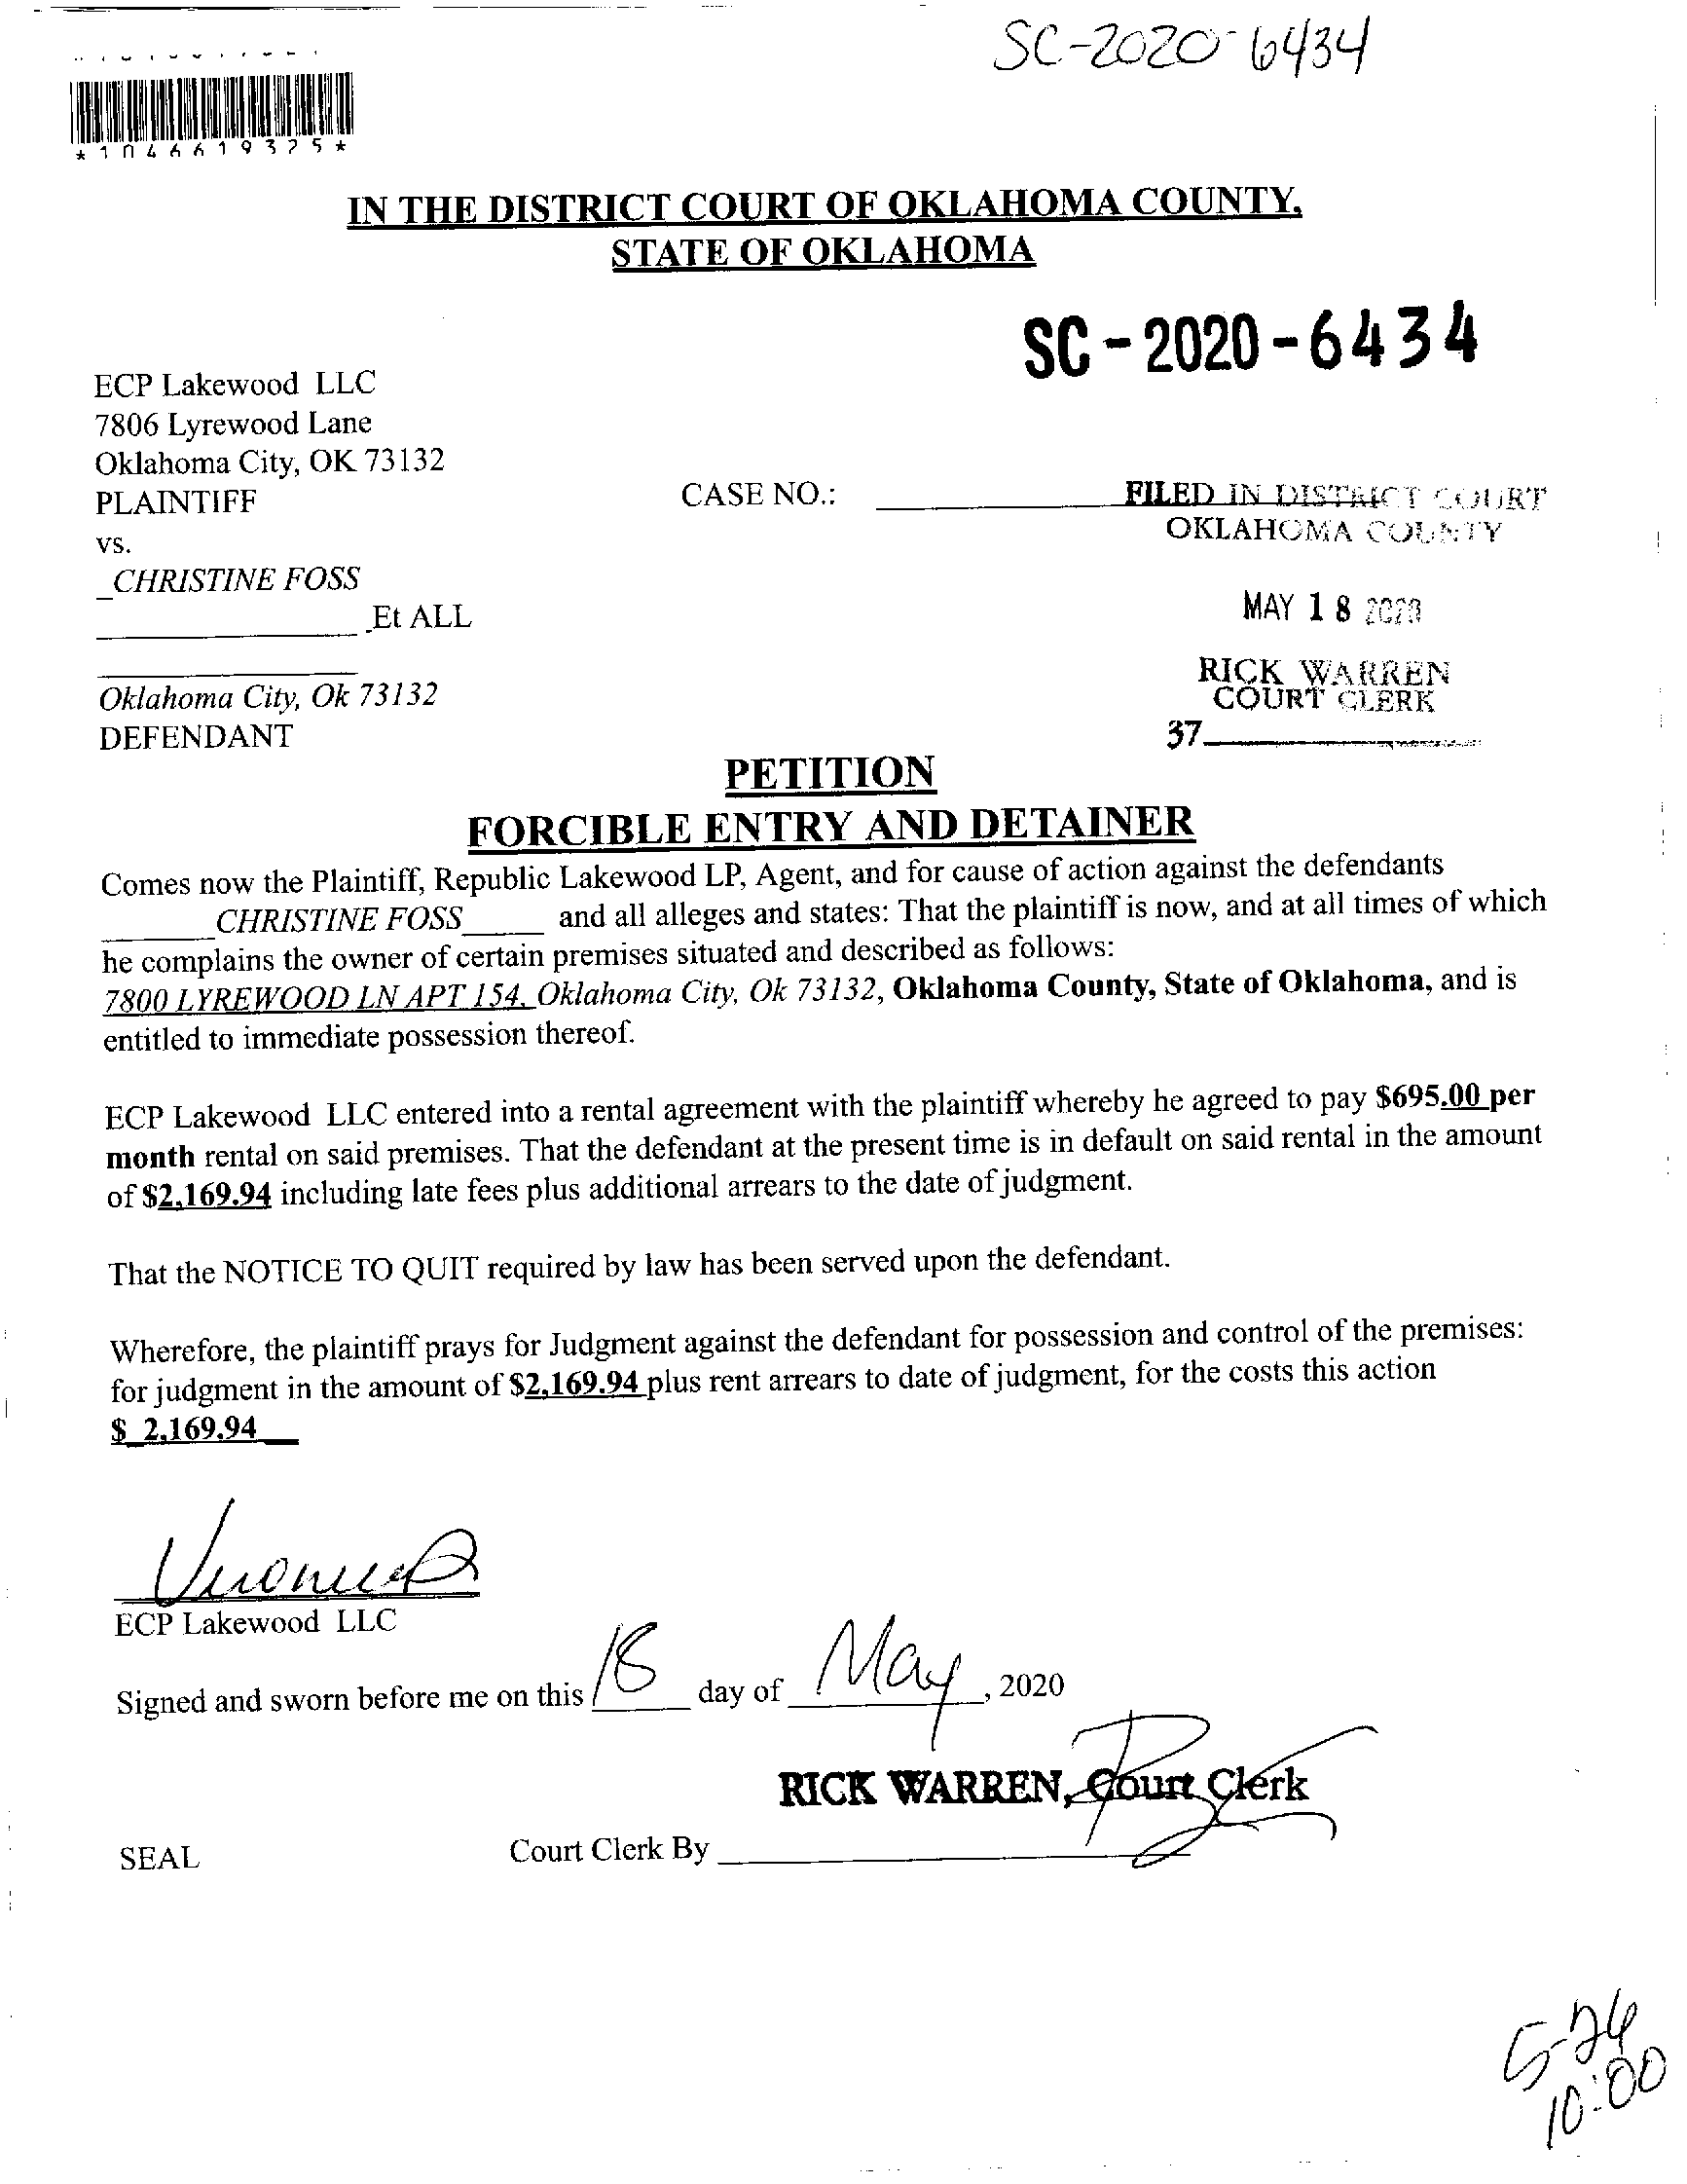 SC-2020-6434
*1046619375*
IN THE DISTRICT COURT OF OKLAHOMA COUNTY,
STATE OF OKLAHOMA
SC-2020-6434
ECP Lakewood LLC
7806 Lyrewood Lane
Oklahoma City, OK 73132
PLAINTIFF
CASE NO.: ____________
FILED IN DISTRICT COURT
OKLAHOMA COUNTY
vs.
_CHRISTINE FOSS
____________.Et ALL
MAY 18 2020
____________
Oklahoma City, Ok 73132
DEFENDANT
RICK WARREN
COURT CLERK
37____________
PETITION
FORCIBLE ENTRY AND DETAINER
Comes now the Plaintiff, Republic Lakewood LP, Agent, and for cause of action against the defendants
______CHRISTINE FOSS_____ and all alleges and states: That the plaintiff is now, and at all times of which
he complains the owner of certain premises situated and described as follows:
7800 LYREWOOD LN APT 154, Oklahoma City, Ok 73132, Oklahoma County, State of Oklahoma, and is
entitled to immediate possession thereof.
ECP Lakewood LLC entered into a rental agreement with the plaintiff whereby he agreed to pay $695.00 per
month rental on said premises. That the defendant at the present time is in default on said rental in the amount
of $2,169.94 including late fees plus additional arrears to the date of judgment.
That the NOTICE TO QUIT required by law has been served upon the defendant.
Wherefore, the plaintiff prays for Judgment against the defendant for possession and control of the premises:
for judgment in the amount of $2,169.94 plus rent arrears to date of judgment, for the costs this action
$ 2,169.94__
ECP Lakewood LLC
Signed and sworn before me on this 18 day of May, 2020
RICK WARREN, Court Clerk
SEAL
Court Clerk By ____________
5-26
10:00